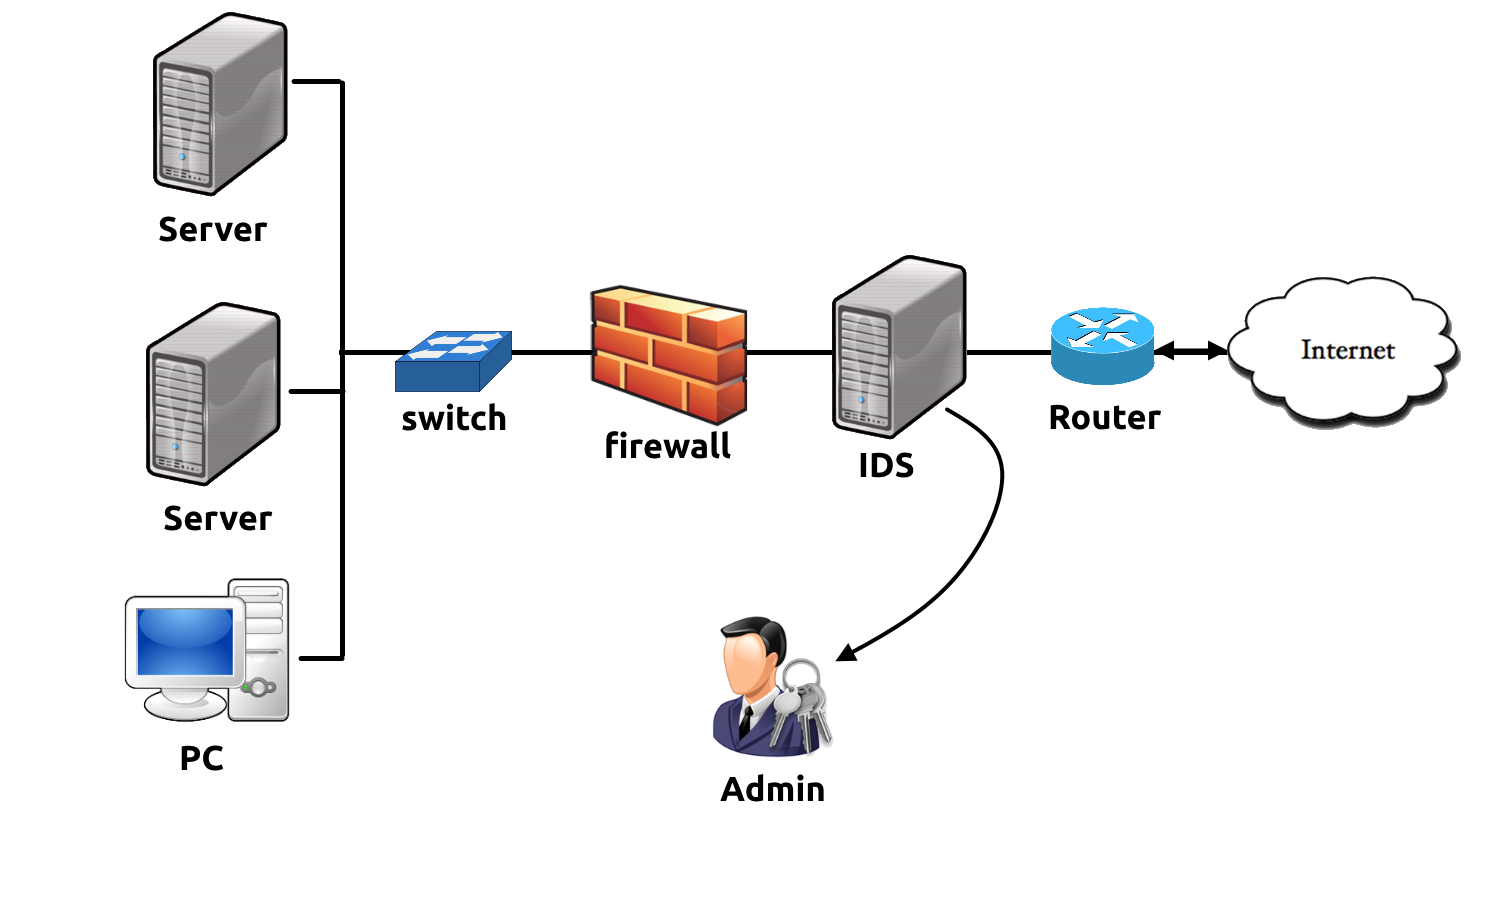 Server
Server
PC
switch
firewall
IDS
Router
Internet
Admin